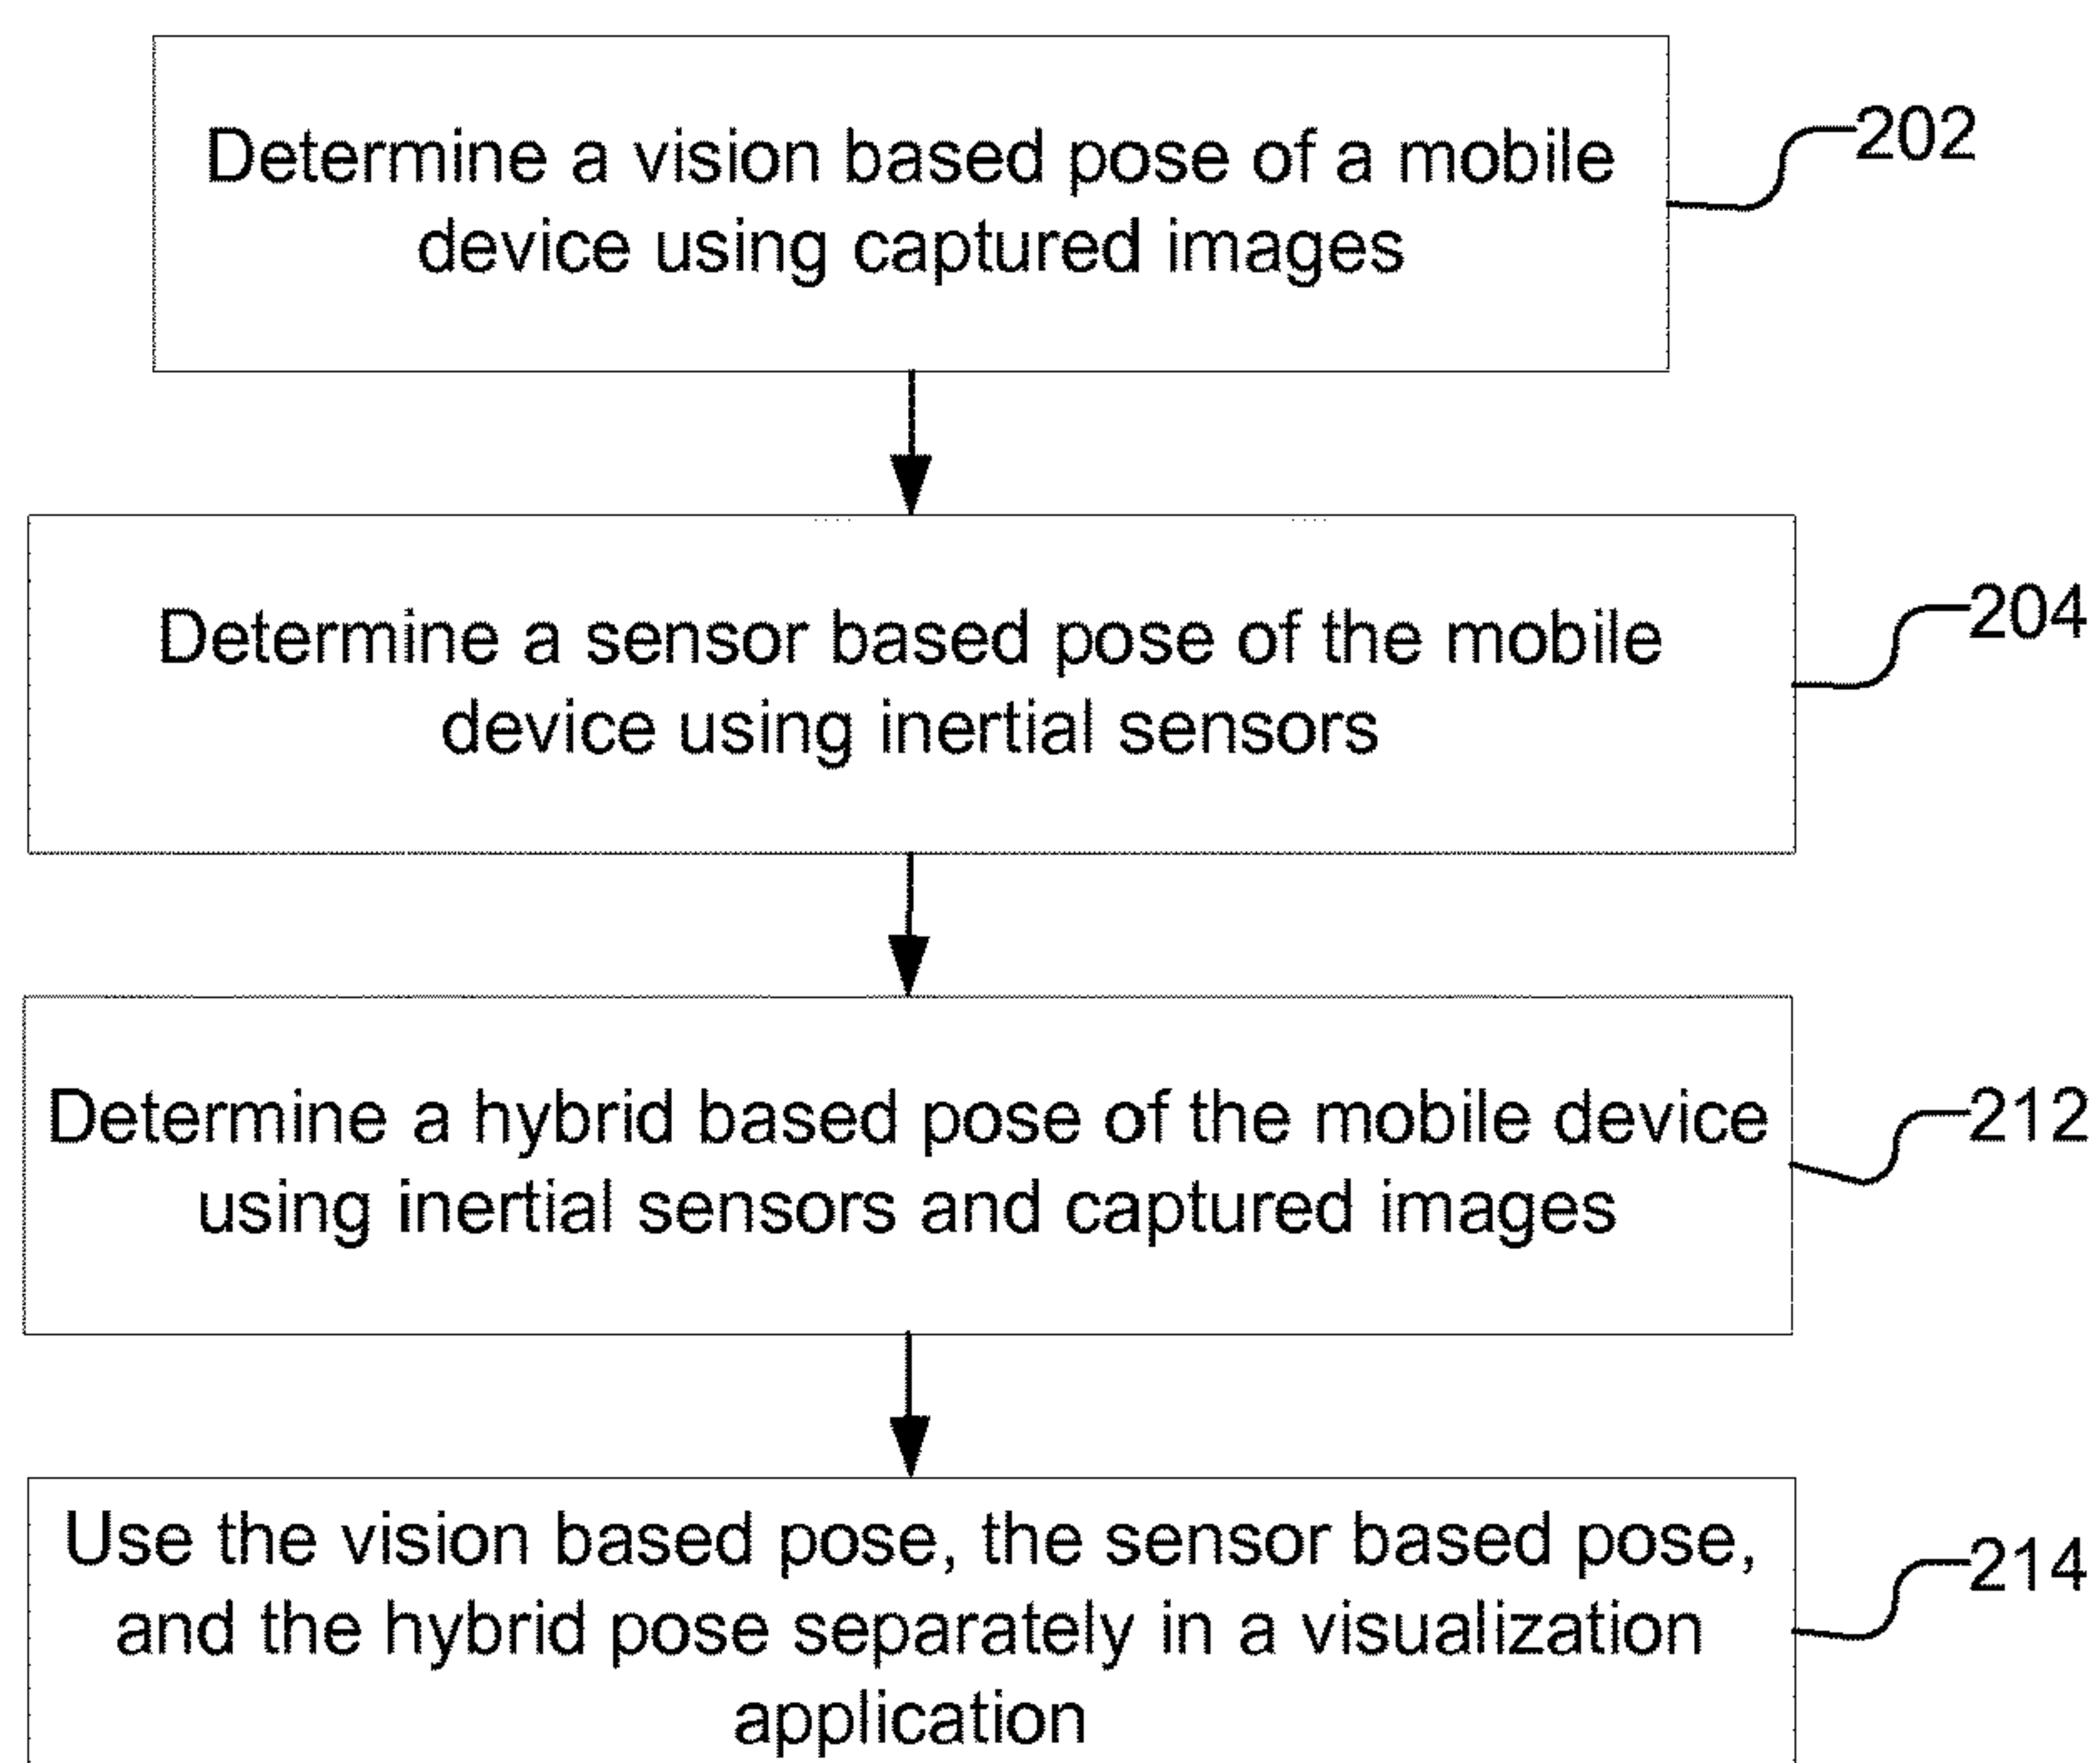 Determine a vision based pose of a mobile
device using captured images
202
Determine a sensor based pose of the mobile
device using inertial sensors
204
Determine a hybrid based pose of the mobile device
using inertial sensors and captured images
212
Use the vision based pose, the sensor based pose,
and the hybrid pose separately in a visualization
application
214